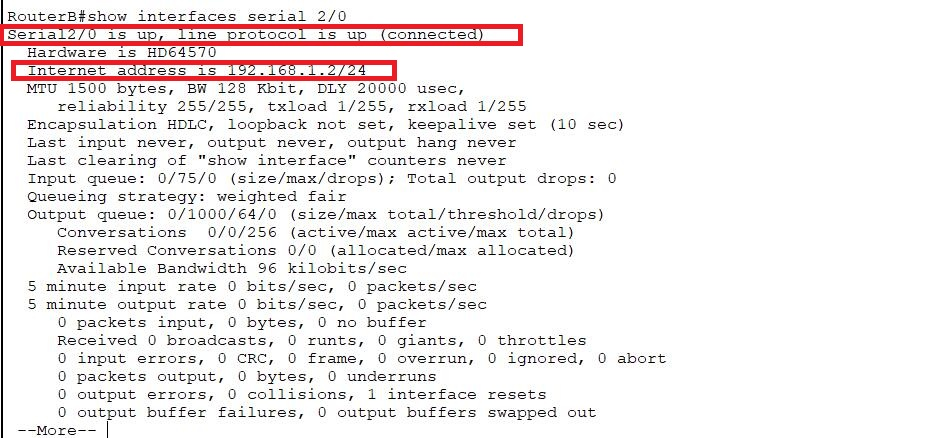 RouterB#show interfaces serial 2/0
Serial2/0 is up, line protocol is up (connected)
Hardware is HD64570
Internet address is 192.168.1.2/24
MTU 1500 bytes, BW 128 Kbit, DLY 20000 usec,
reliability 255/255, txload 1/255, rxload 1/255
Encapsulation HDLC, loopback not set, keepalive set (10 sec)
Last input never, output never, output hang never
Last clearing of "show interface" counters never
Input queue: 0/75/0 (size/max/drops); Total output drops: 0
Queueing strategy: weighted fair
Output queue: 0/1000/64/0 (size/max total/threshold/drops)
Conversations  0/0/256 (active/max active/max total)
Reserved Conversations 0/0 (allocated/max allocated)
Available Bandwidth 96 kilobits/sec
5 minute input rate 0 bits/sec, 0 packets/sec
5 minute output rate 0 bits/sec, 0 packets/sec
0 packets input, 0 bytes, 0 no buffer
Received 0 broadcasts, 0 runts, 0 giants, 0 throttles
0 input errors, 0 CRC, 0 frame, 0 overrun, 0 ignored, 0 abort
0 packets output, 0 bytes, 0 underruns
0 output errors, 0 collisions, 1 interface resets
0 output buffer failures, 0 output buffers swapped out
--More--